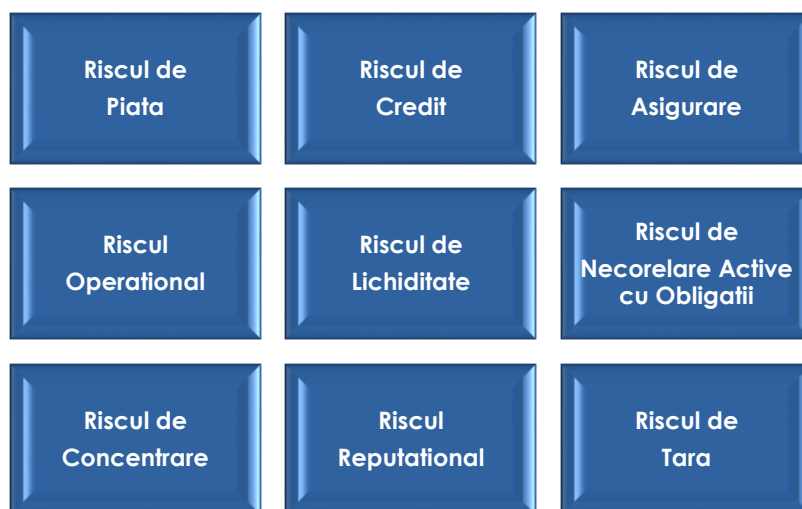 Riscul de
Piata
Riscul de
Credit
Riscul de
Asigurare
Riscul
Operational
Riscul de
Lichiditate
Riscul de
Necorelare Active
cu Obligatii
Riscul de
Concentrare
Riscul
Reputational
Riscul de
Tara